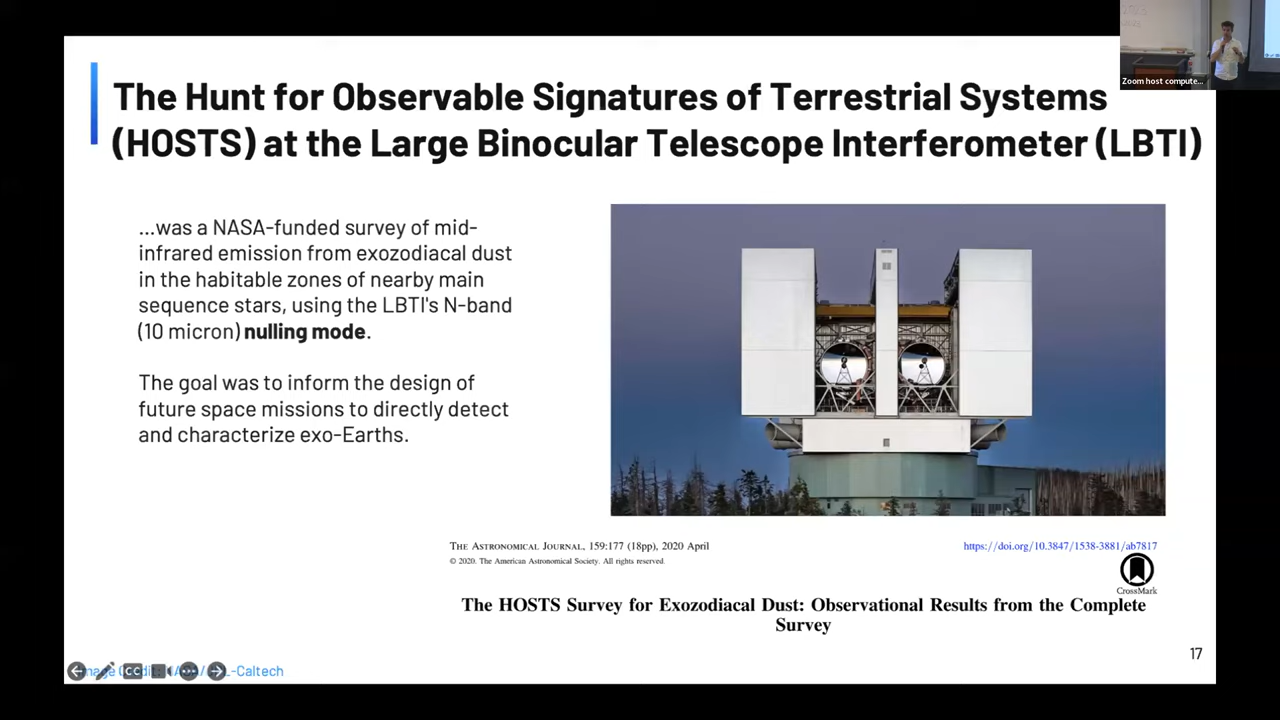 Zoom host compute...
The Hunt for Observable Signatures of Terrestrial Systems
(HOSTS) at the Large Binocular Telescope Interferometer (LBTI)
...was a NASA-funded survey of mid-
infrared emission from exozodiacal dust
in the habitable zones of nearby main
sequence stars, using the LBTI's N-band
(10 micron) nulling mode.
The goal was to inform the design of
future space missions to directly detect
and characterize exo-Earths.
THE ASTRONOMICAL JOURNAL, 159:177 (18pp), 2020 April
https://doi.org/10.3847/1538-3881/ab7817
© 2020. The American Astronomical Society. All rights reserved.
CrossMark
The HOSTS Survey for Exozodiacal Dust: Observational Results from the Complete
Survey
17
-Caltech